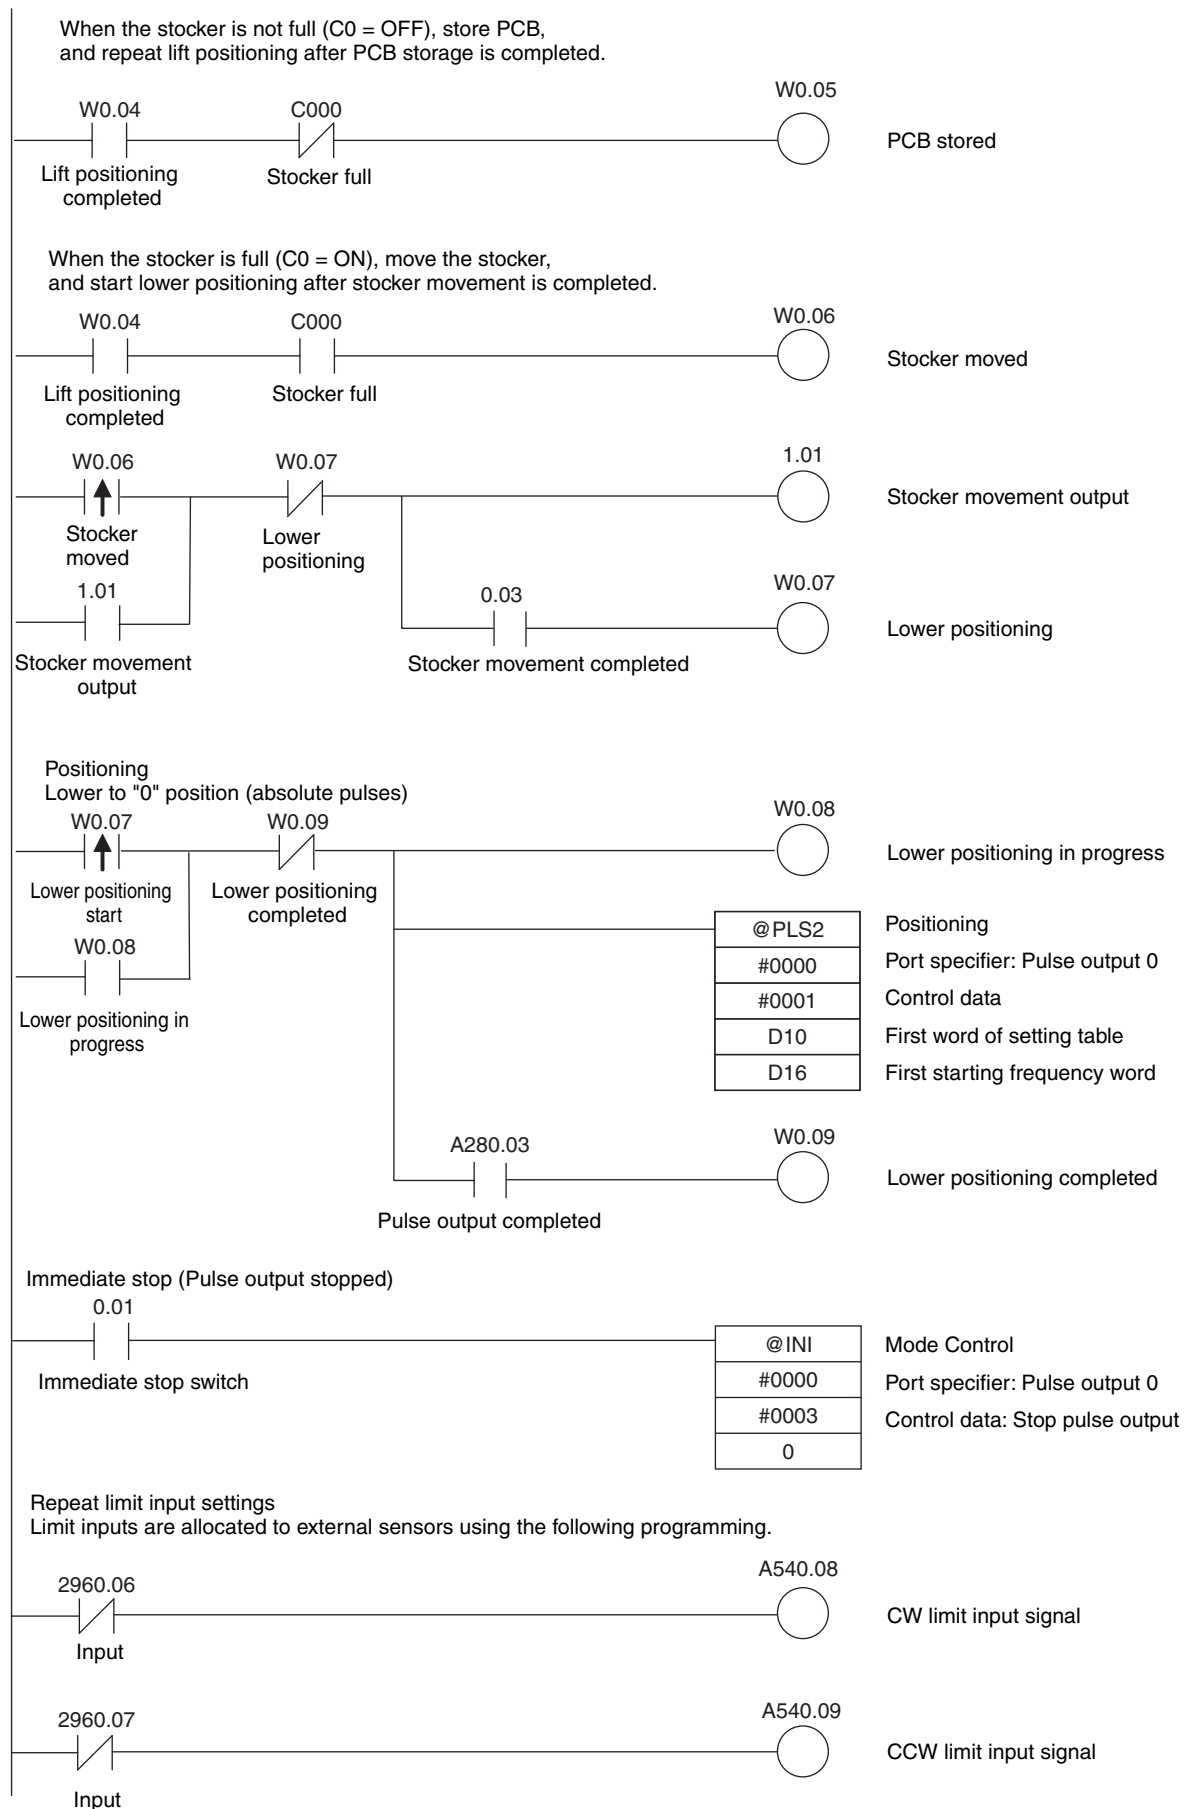 When the stocker is not full (C0 = OFF), store PCB,
and repeat lift positioning after PCB storage is completed.
W0.04
C000
W0.05
PCB stored
Lift positioning
completed
Stocker full
When the stocker is full (C0 = ON), move the stocker,
and start lower positioning after stocker movement is completed.
W0.04
C000
W0.06
Stocker moved
Lift positioning
completed
Stocker full
W0.06
W0.07
1.01
Stocker movement output
Stocker
moved
Lower
positioning
1.01
0.03
W0.07
Lower positioning
Stocker movement
output
Stocker movement completed
Positioning
Lower to "0" position (absolute pulses)
W0.07
W0.09
W0.08
Lower positioning in progress
Lower positioning
start
Lower positioning
completed
W0.08
Lower positioning in
progress
@PLS2
Positioning
#0000
Port specifier: Pulse output 0
#0001
Control data
D10
First word of setting table
D16
First starting frequency word
A280.03
W0.09
Lower positioning completed
Pulse output completed
Immediate stop (Pulse output stopped)
0.01
Immediate stop switch
@INI
Mode Control
#0000
Port specifier: Pulse output 0
#0003
Control data: Stop pulse output
0
Repeat limit input settings
Limit inputs are allocated to external sensors using the following programming.
2960.06
A540.08
CW limit input signal
Input
2960.07
A540.09
CCW limit input signal
Input